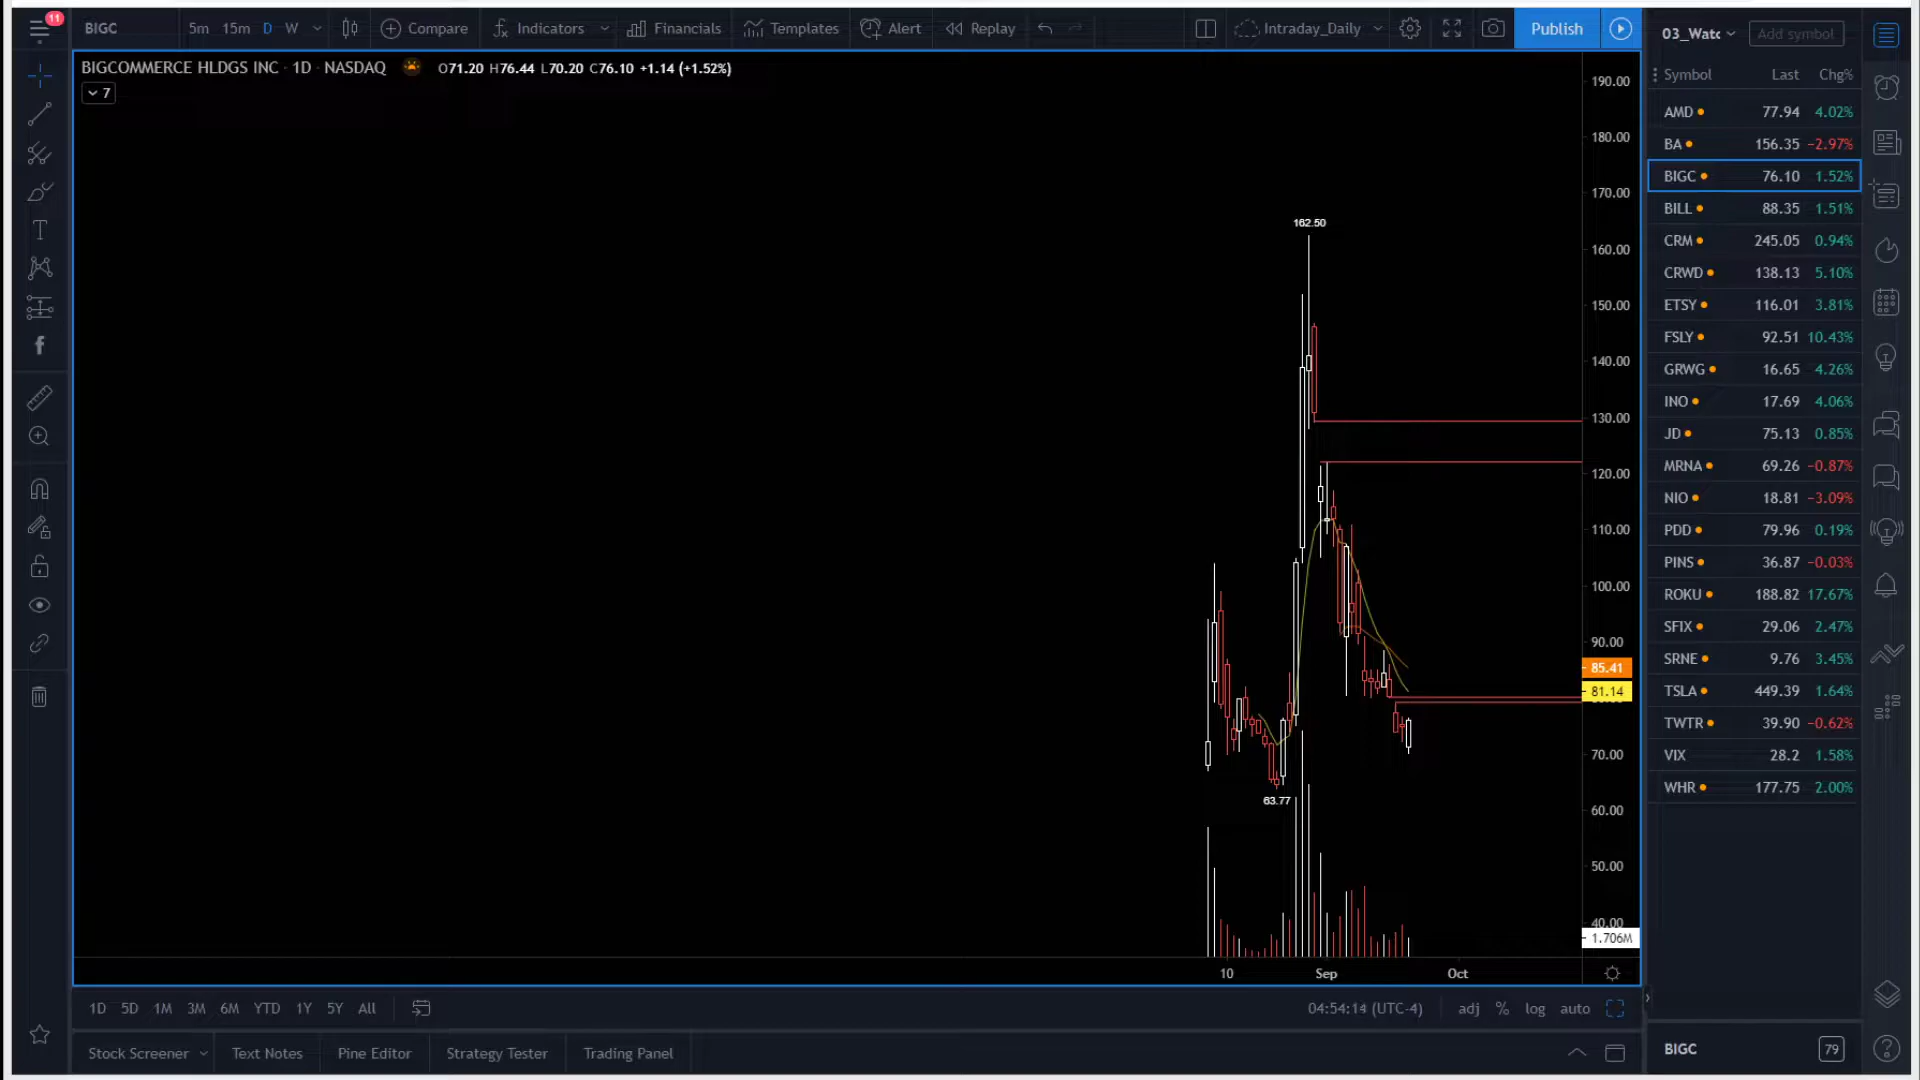 11
BIGC 5m 15m D W Compare Indicators Financials Templates Alert Replay Intraday_Daily Publish
03_Watc Add symbol
BIGCOMMERCE HLDGS INC · 1D · NASDAQ O71.20 H76.44 L70.20 C76.10 +1.14 (+1.52%)
7
Symbol Last Chg%
AMD 77.94 4.02%
BA 156.35 −2.97%
BIGC 76.10 1.52%
BILL 88.35 1.51%
CRM 245.05 0.94%
CRWD 138.13 5.10%
ETSY 116.01 3.81%
FSLY 92.51 10.43%
GRWG 16.65 4.26%
INO 17.69 4.06%
JD 75.13 0.85%
MRNA 69.26 −0.87%
NIO 18.81 −3.09%
PDD 79.96 0.19%
PINS 36.87 −0.03%
ROKU 188.82 17.67%
SFIX 29.06 2.47%
SRNE 9.76 3.45%
TSLA 449.39 1.64%
TWTR 39.90 −0.62%
VIX 28.2 1.58%
WHR 177.75 2.00%
190.00
180.00
170.00
162.50
160.00
150.00
140.00
130.00
120.00
110.00
100.00
90.00
85.41
81.14
70.00
63.77
60.00
50.00
40.00
1.706M
10 Sep Oct
1D 5D 1M 3M 6M YTD 1Y 5Y All 04:54:14 (UTC-4) adj % log auto
Stock Screener Text Notes Pine Editor Strategy Tester Trading Panel
BIGC 79